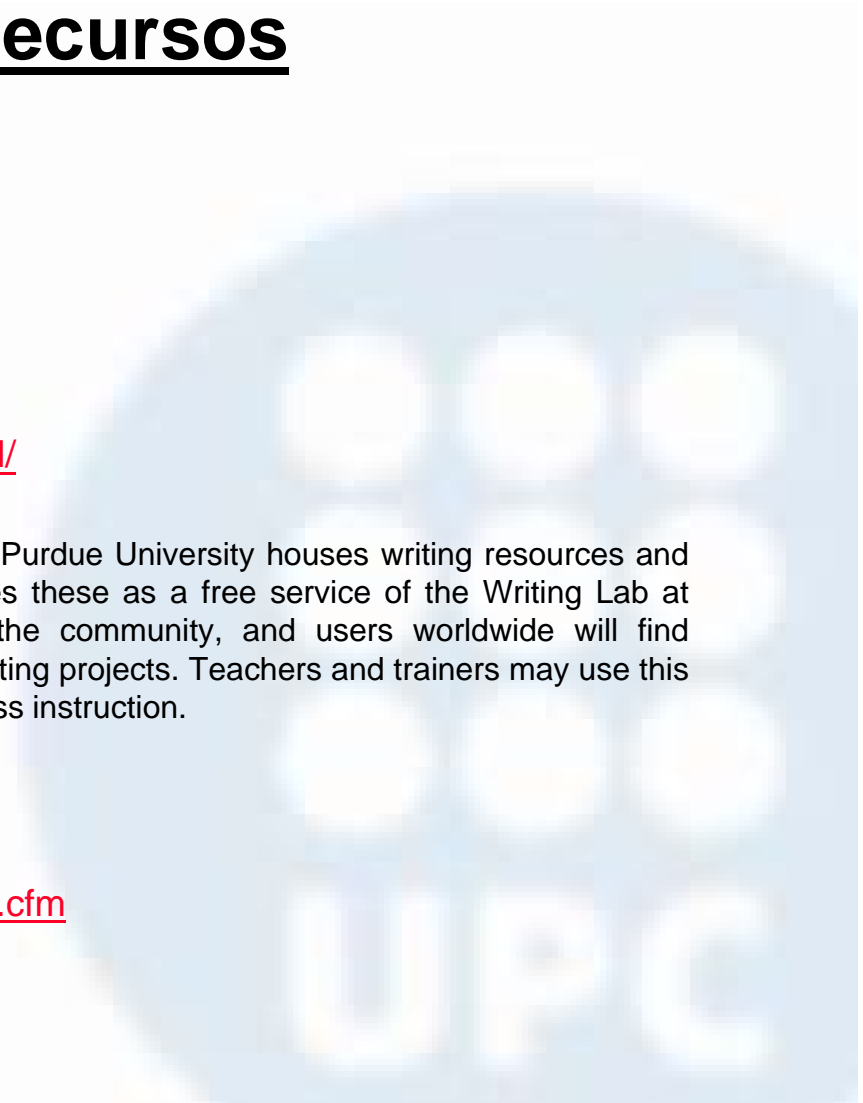 ecursos
l/
Purdue University houses writing resources and
es these as a free service of the Writing Lab at
the community, and users worldwide will find
ting projects. Teachers and trainers may use this
ss instruction.
.cfm
UPC